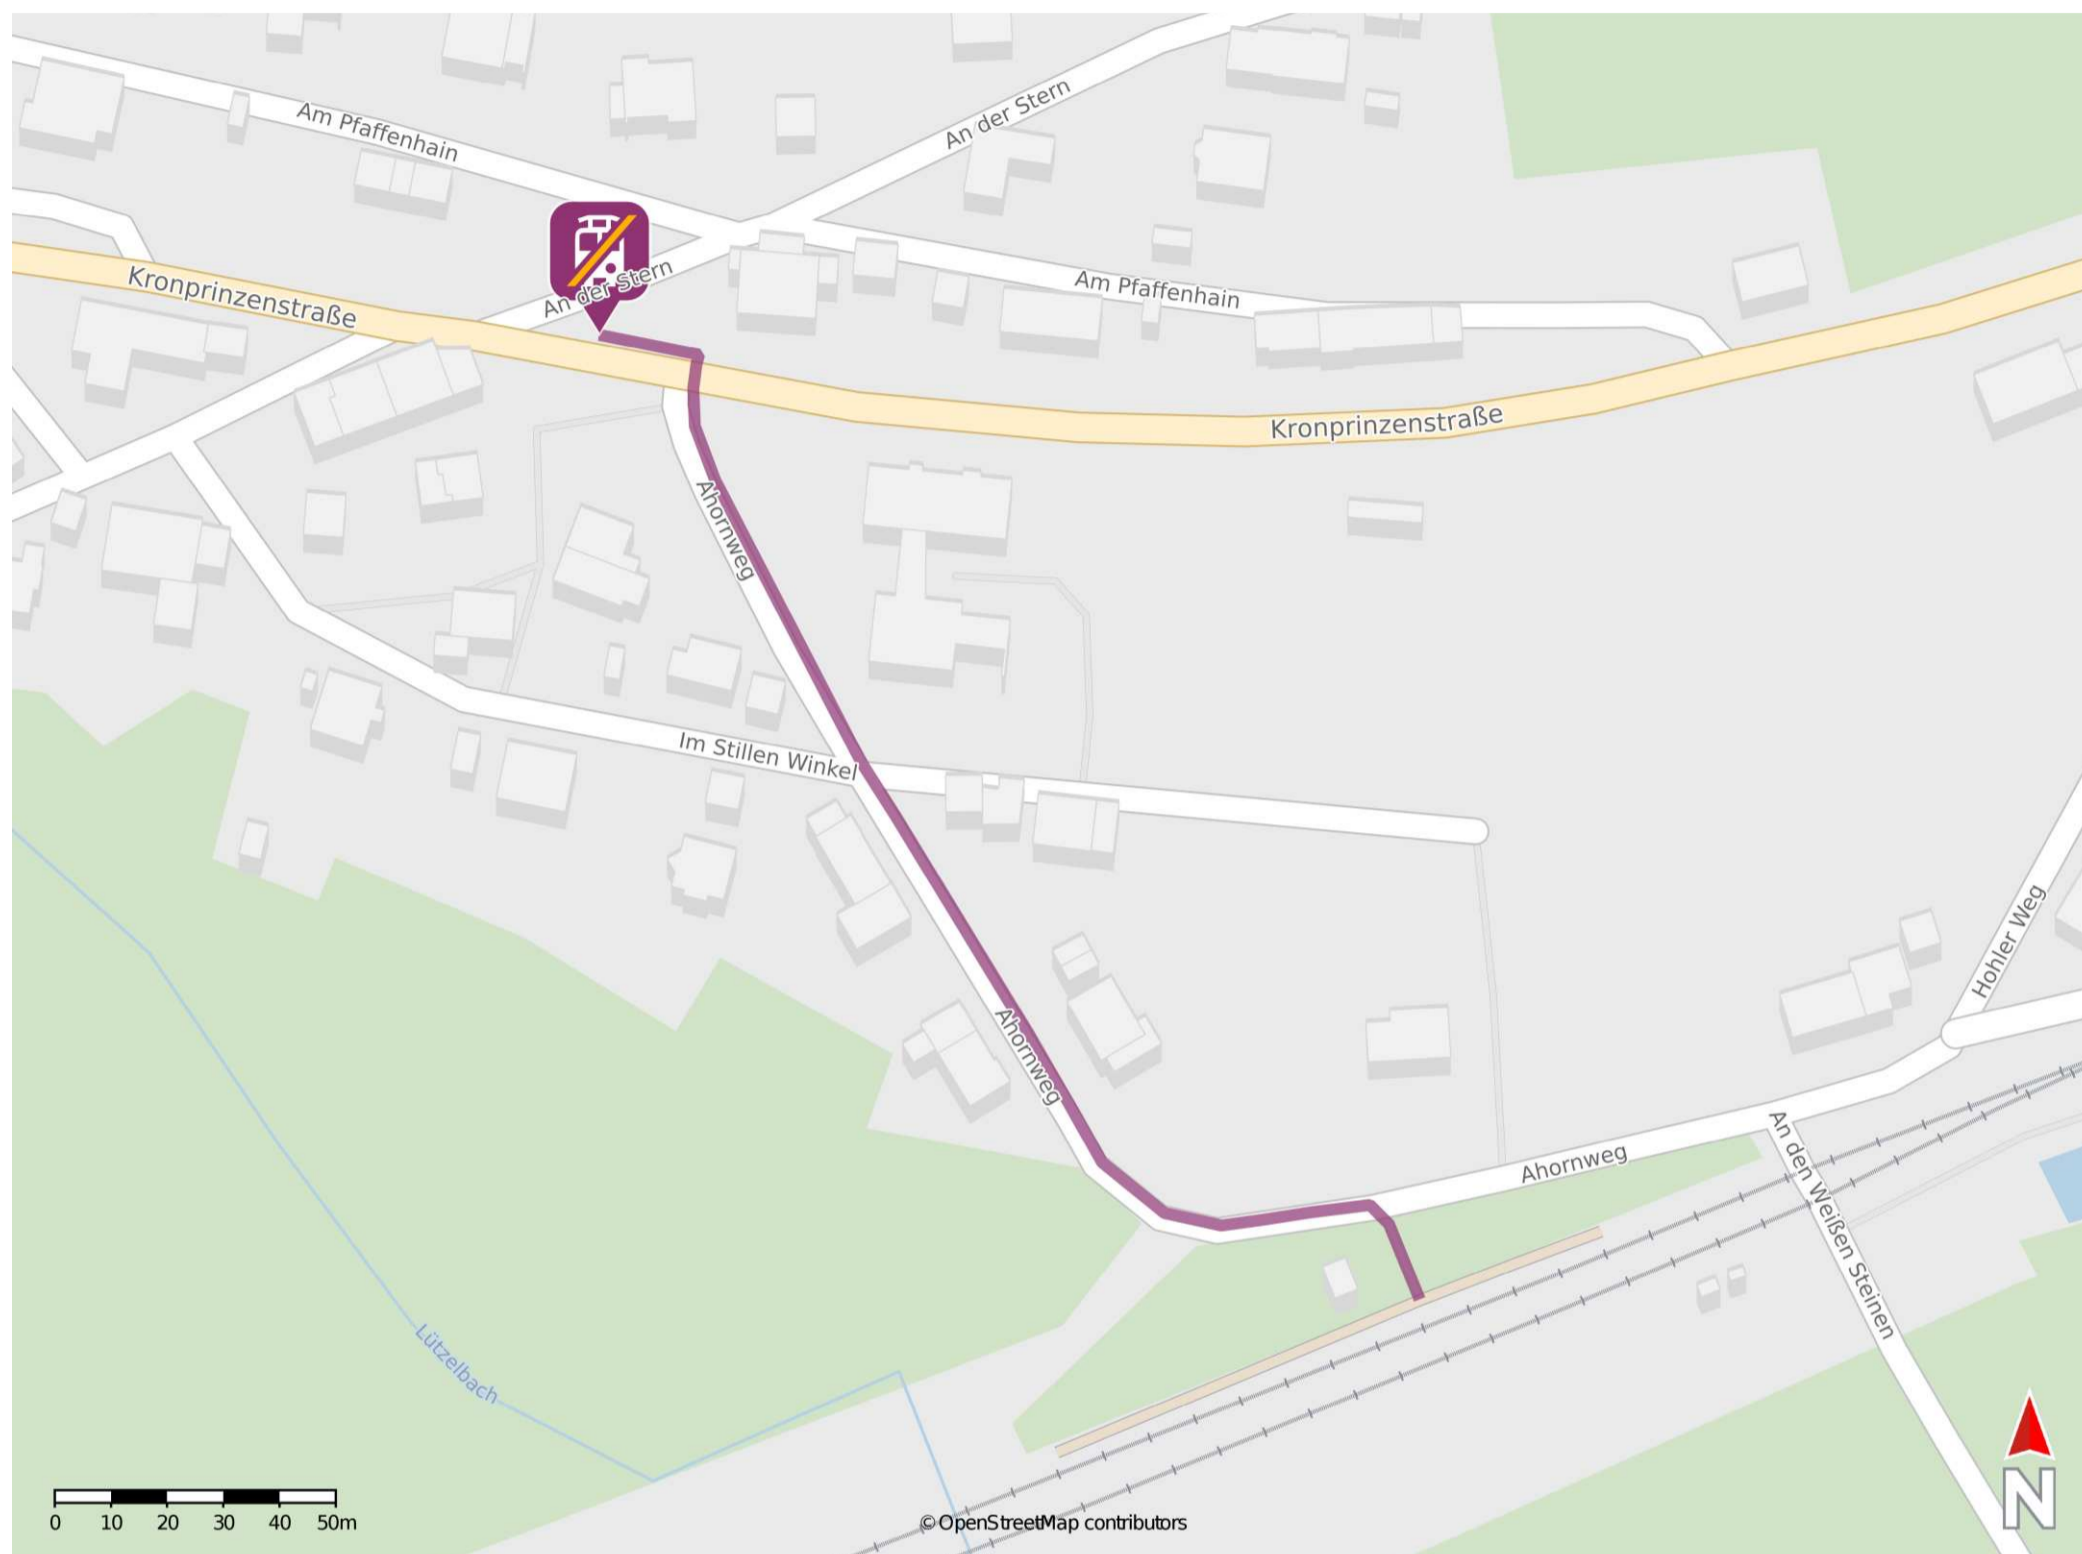 An der Stern
Am Pfaffenhain
An der Stern
Am Pfaffenhain
Kronprinzenstraße
Kronprinzenstraße
Ahornweg
Im Stillen Winkel
Hohler Weg
Ahornweg
Ahornweg
An den Weißen Steinen
Lützelbach
0 10 20 30 40 50m
© OpenStreetMap contributors
N